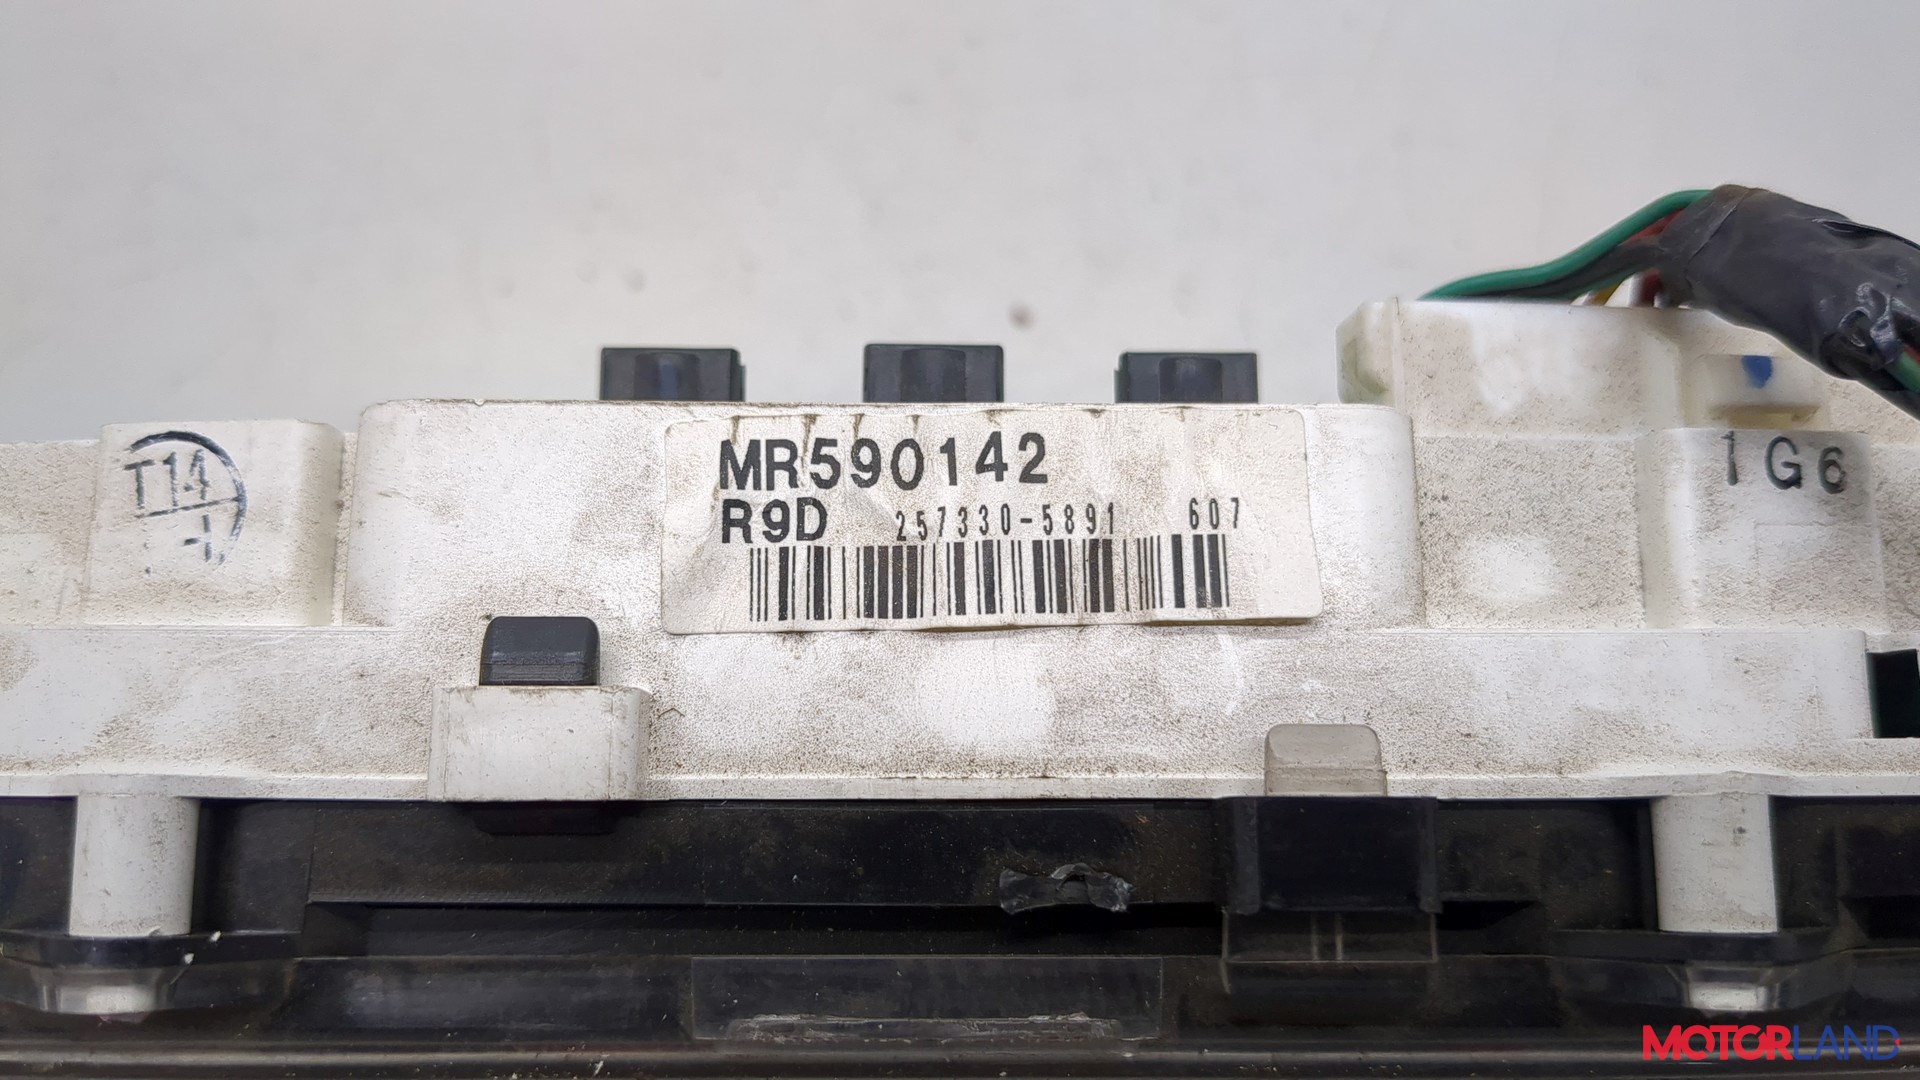 T14
MR590142
R9D 257330-5891 607
1G6
MOTORLAND